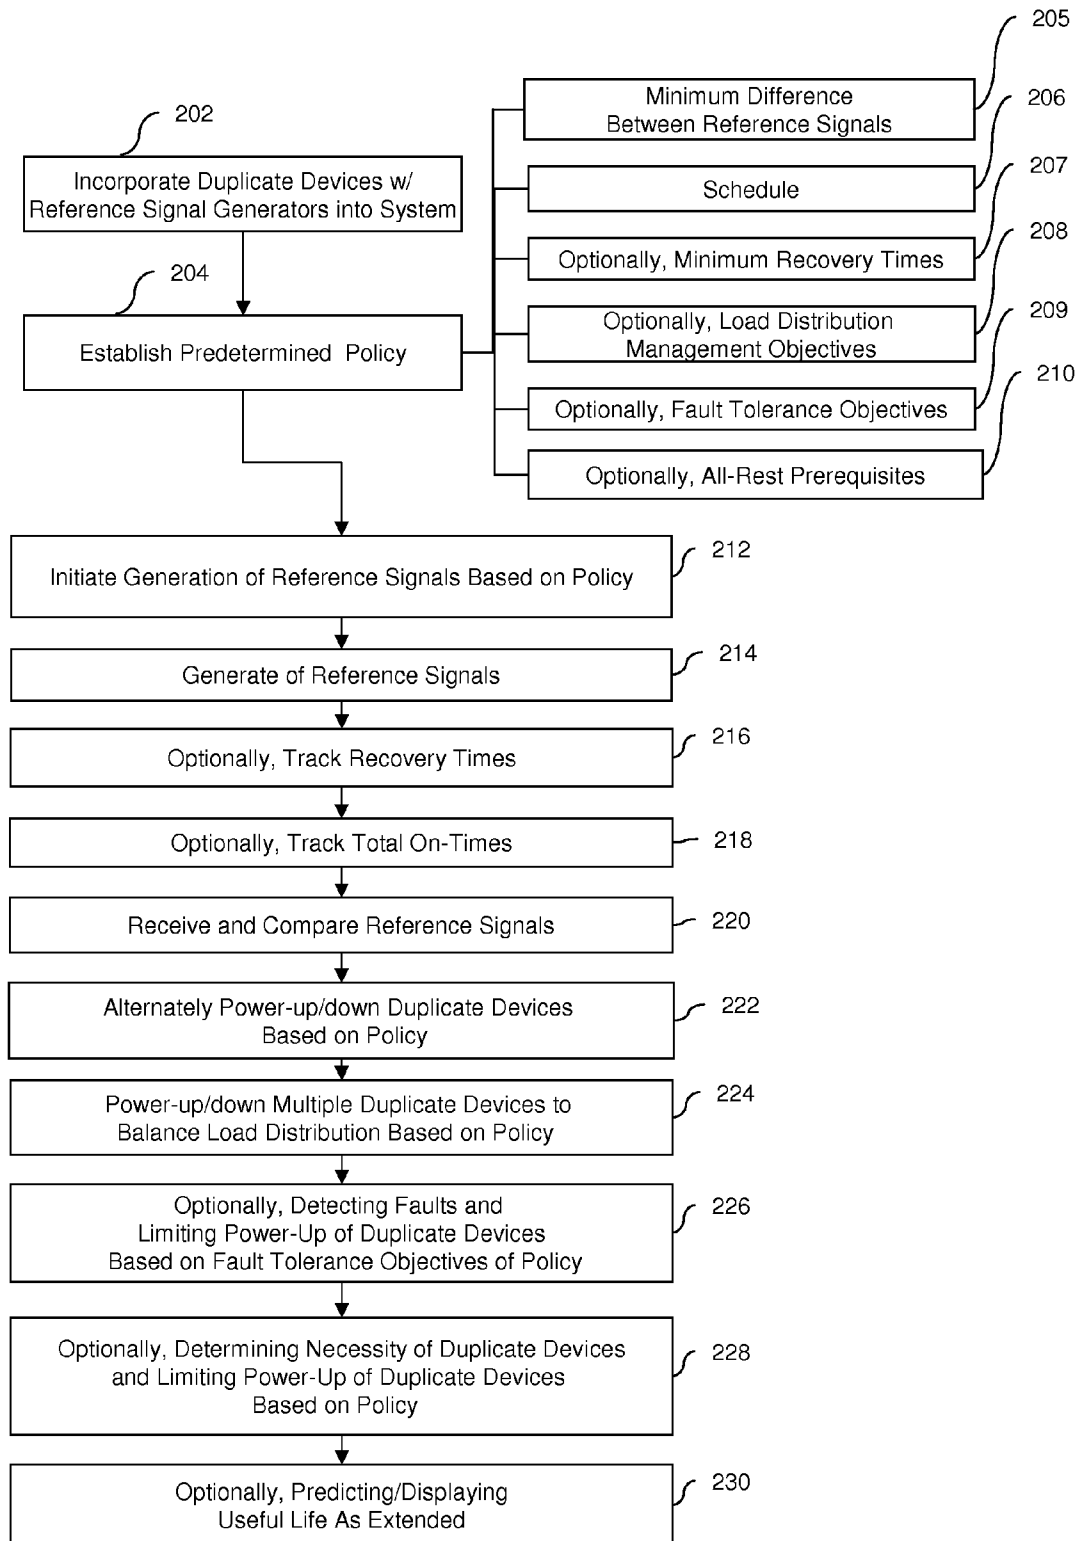 205
Minimum Difference
Between Reference Signals
206
202
Incorporate Duplicate Devices w/
Reference Signal Generators into System
Schedule
207
208
Optionally, Minimum Recovery Times
204
Establish Predetermined Policy
Optionally, Load Distribution
Management Objectives
209
210
Optionally, Fault Tolerance Objectives
Optionally, All-Rest Prerequisites
Initiate Generation of Reference Signals Based on Policy
212
Generate of Reference Signals
214
Optionally, Track Recovery Times
216
Optionally, Track Total On-Times
218
Receive and Compare Reference Signals
220
Alternately Power-up/down Duplicate Devices
Based on Policy
222
Power-up/down Multiple Duplicate Devices to
Balance Load Distribution Based on Policy
224
Optionally, Detecting Faults and
Limiting Power-Up of Duplicate Devices
Based on Fault Tolerance Objectives of Policy
226
Optionally, Determining Necessity of Duplicate Devices
and Limiting Power-Up of Duplicate Devices
Based on Policy
228
Optionally, Predicting/Displaying
Useful Life As Extended
230